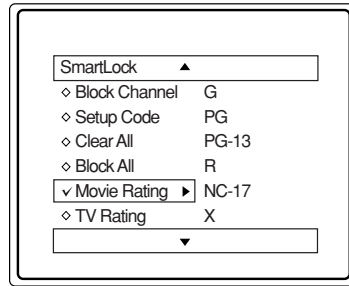 SmartLock
Block Channel G
Setup Code PG
Clear All PG-13
Block All R
Movie Rating NC-17
TV Rating X